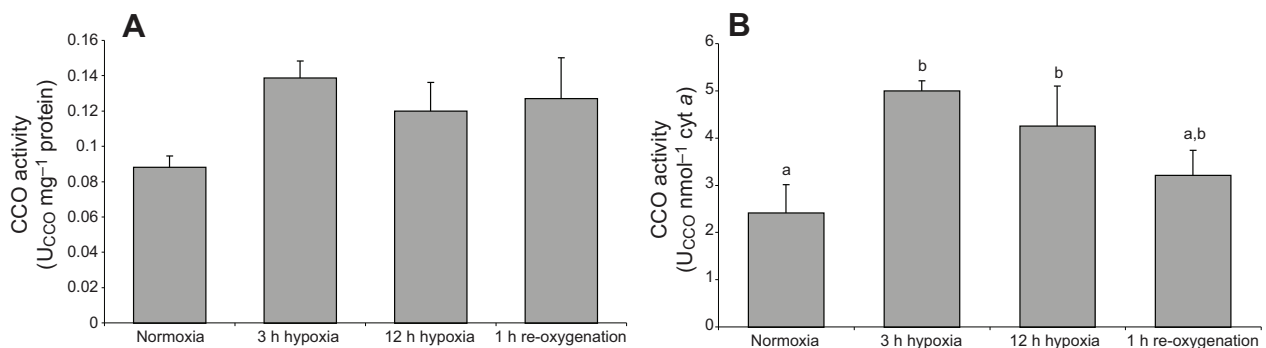 A
CCO activity
(UCCO mg–1 protein)
0.16
0.14
0.12
0.1
0.08
0.06
0.04
0.02
0
Normoxia
3 h hypoxia
12 h hypoxia
1 h re-oxygenation
B
CCO activity
(UCCO nmol–1 cyt a)
6
5
4
3
2
1
0
a
b
b
a,b
Normoxia
3 h hypoxia
12 h hypoxia
1 h re-oxygenation